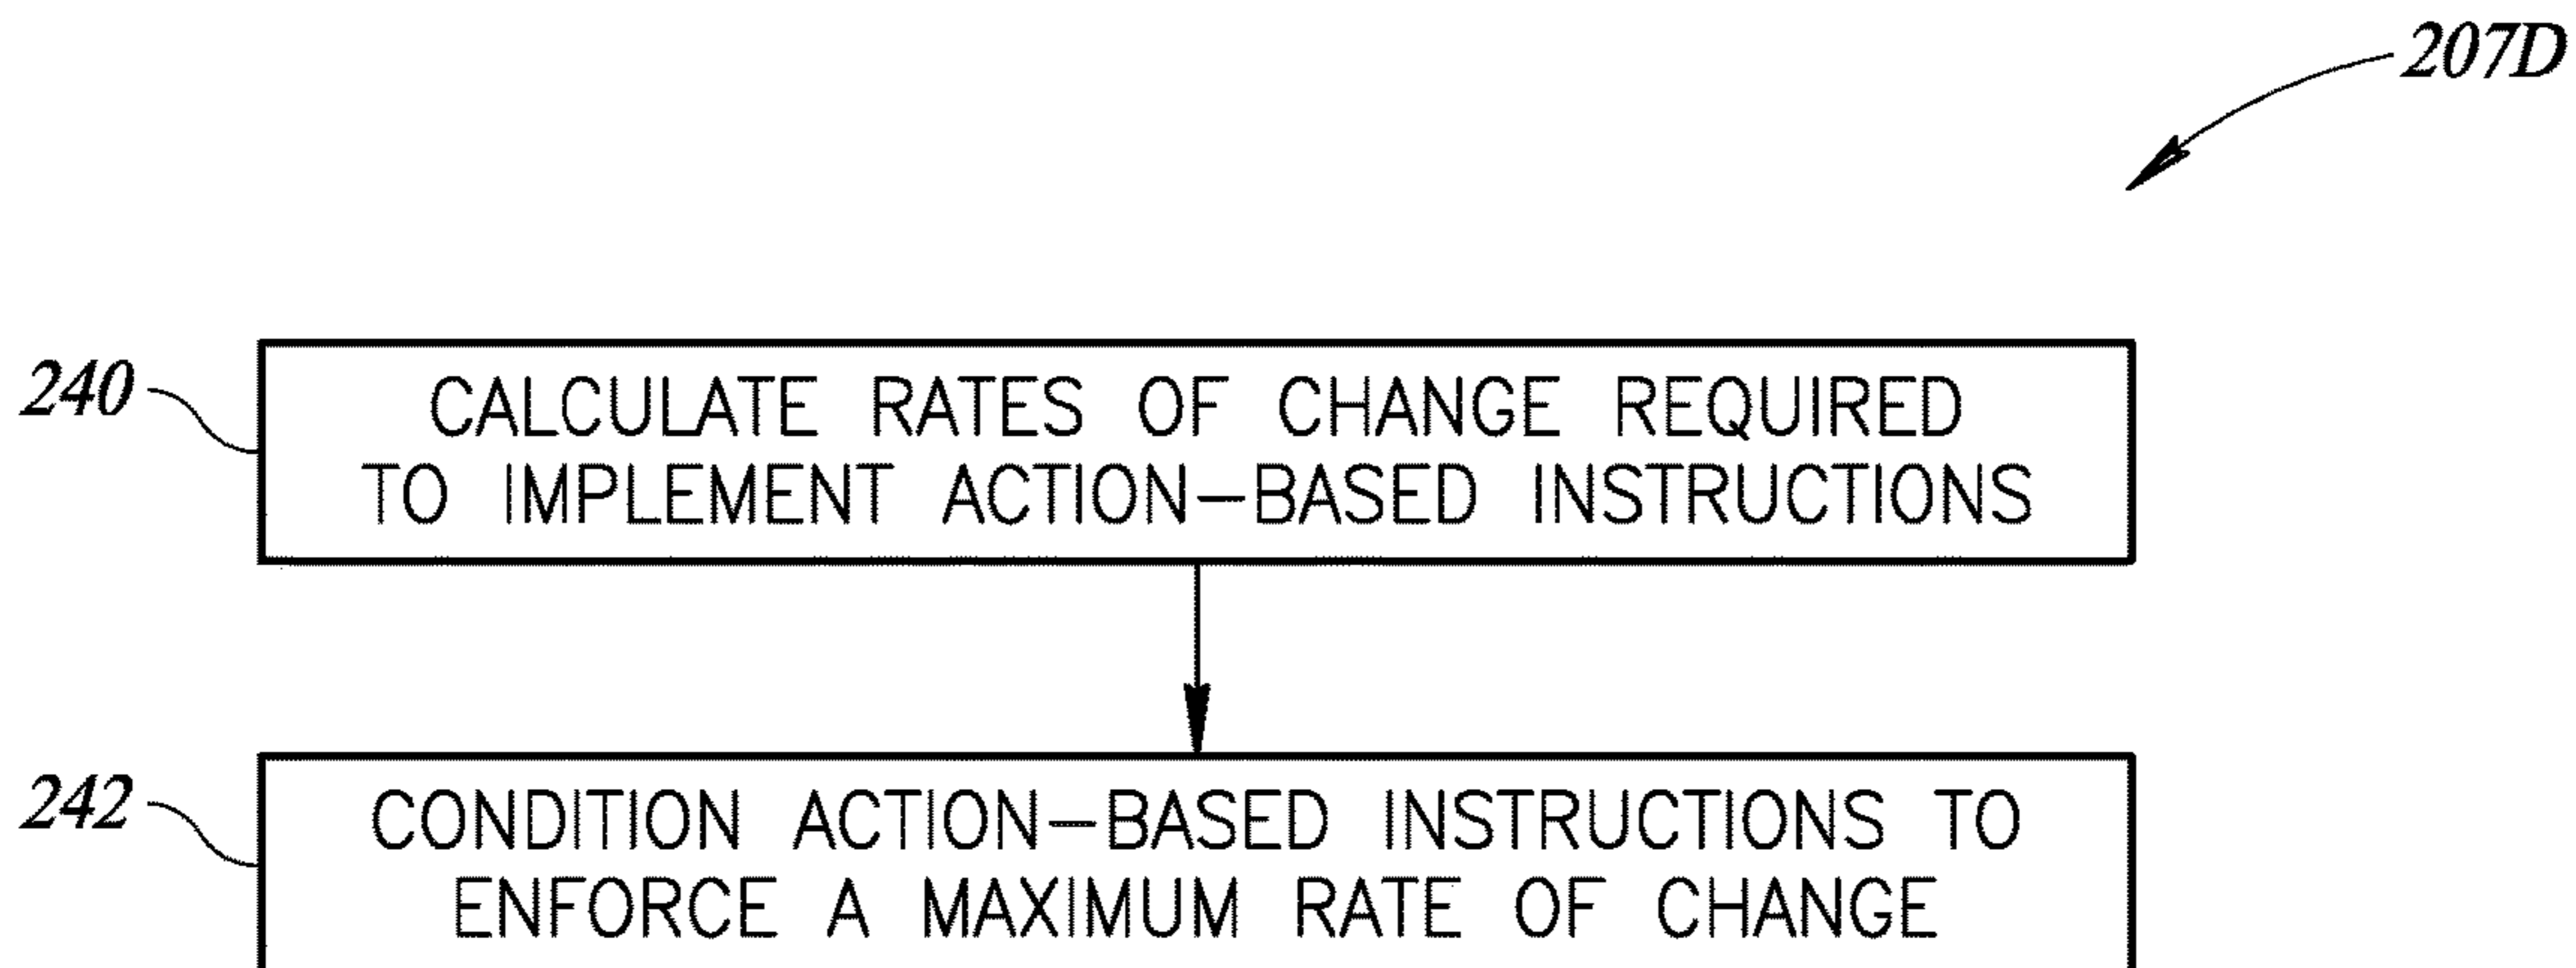 207D
240
CALCULATE RATES OF CHANGE REQUIRED
TO IMPLEMENT ACTION-BASED INSTRUCTIONS
242
CONDITION ACTION-BASED INSTRUCTIONS TO
ENFORCE A MAXIMUM RATE OF CHANGE